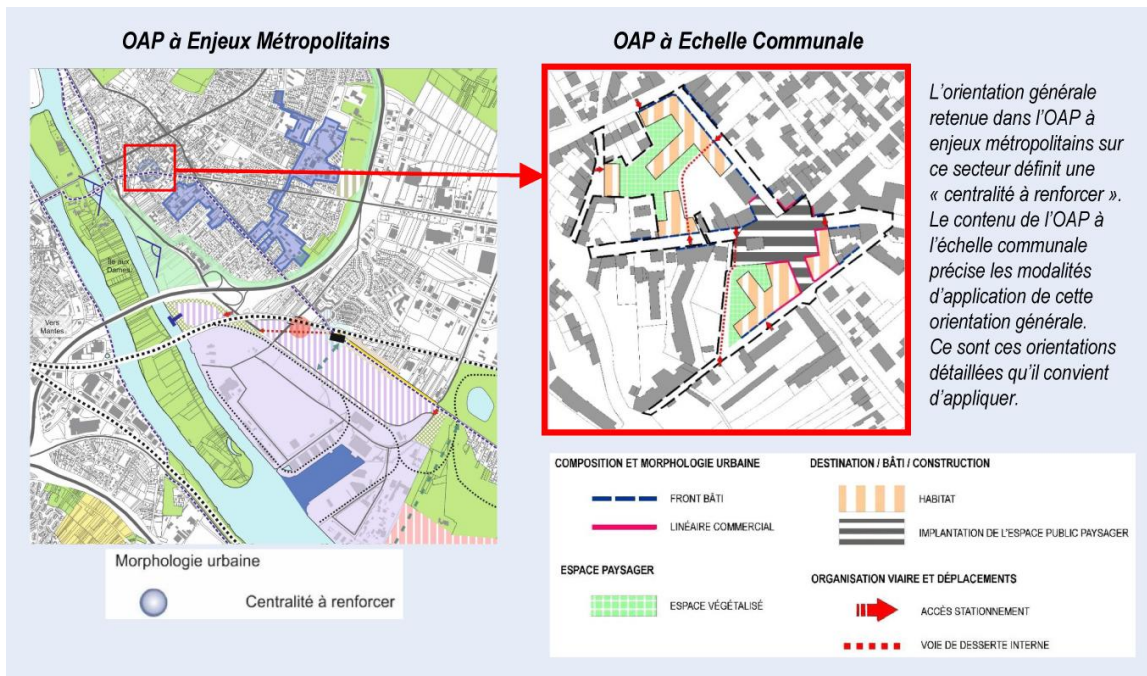 OAP à Enjeux Métropolitains
OAP à Echelle Communale
Île aux
Dames
Vers
Mantes
L'orientation générale
retenue dans l'OAP à
enjeux métropolitains sur
ce secteur définit une
« centralité à renforcer ».
Le contenu de l'OAP à
l'échelle communale
précise les modalités
d'application de cette
orientation générale.
Ce sont ces orientations
détaillées qu'il convient
d'appliquer.
Morphologie urbaine
Centralité à renforcer
COMPOSITION ET MORPHOLOGIE URBAINE
FRONT BÂTI
LINÉAIRE COMMERCIAL
ESPACE PAYSAGER
ESPACE VÉGÉTALISÉ
DESTINATION / BÂTI / CONSTRUCTION
HABITAT
IMPLANTATION DE L'ESPACE PUBLIC PAYSAGER
ORGANISATION VIAIRE ET DÉPLACEMENTS
ACCÈS STATIONNEMENT
VOIE DE DESSERTE INTERNE